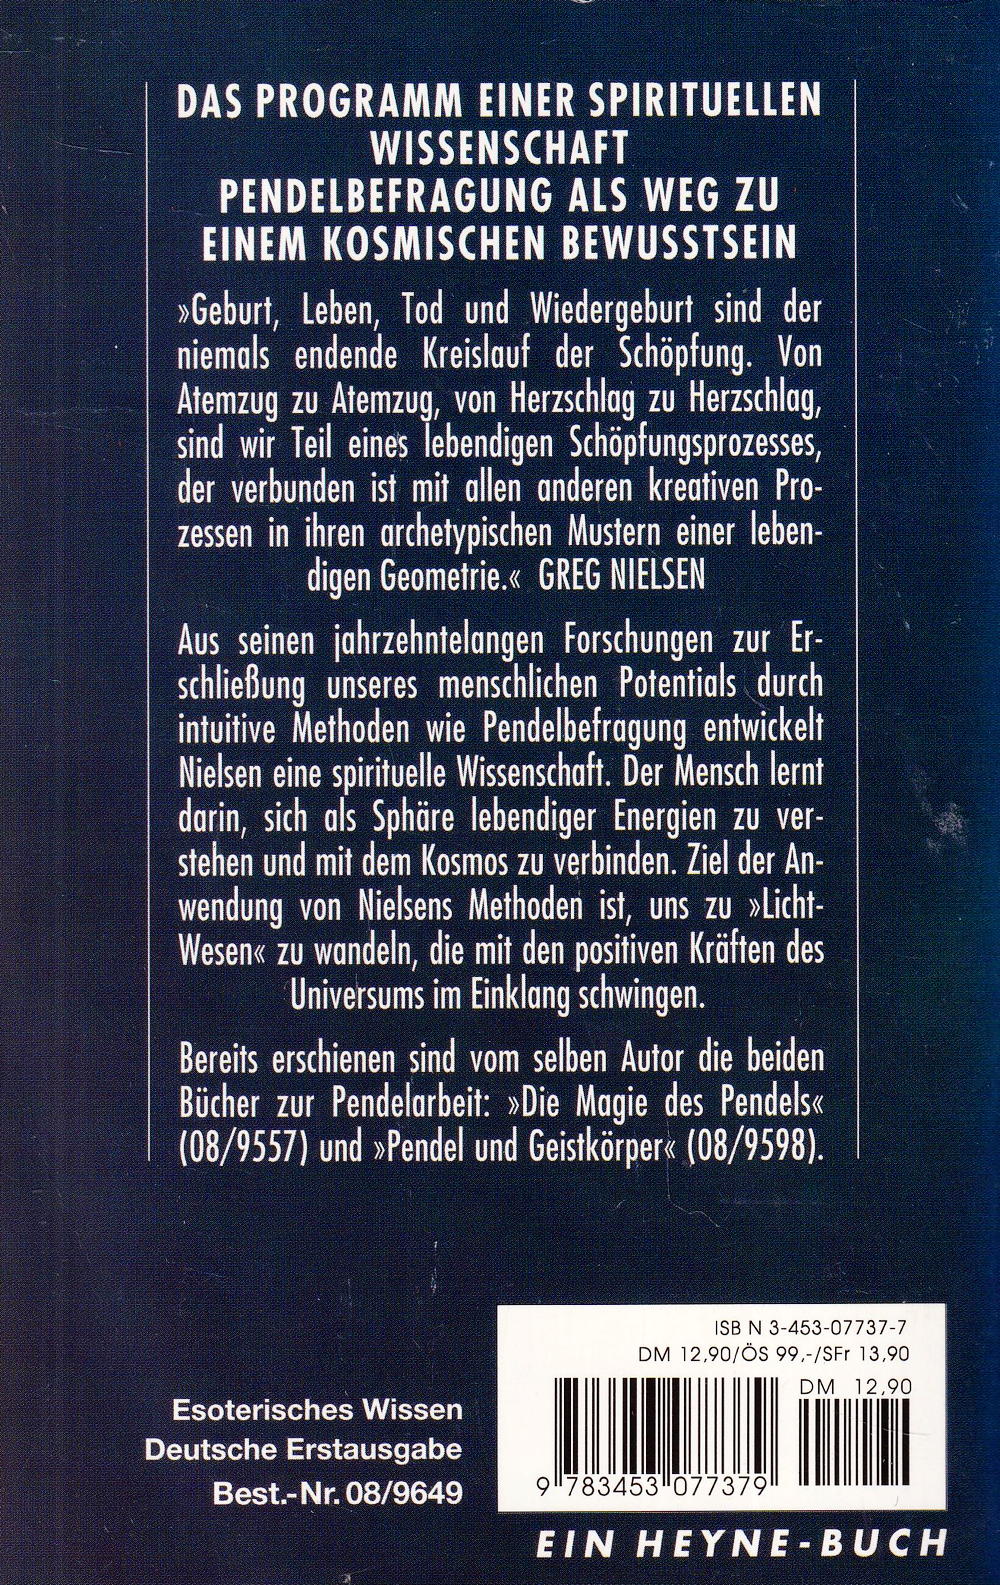 DAS PROGRAMM EINER SPIRITUELLEN
WISSENSCHAFT
PENDELBEFRAGUNG ALS WEG ZU
EINEM KOSMISCHEN BEWUSSTSEIN
»Geburt, Leben, Tod und Wiedergeburt sind der
niemals endende Kreislauf der Schöpfung. Von
Atemzug zu Atemzug, von Herzschlag zu Herzschlag,
sind wir Teil eines lebendigen Schöpfungsprozesses,
der verbunden ist mit allen anderen kreativen Pro-
zessen in ihren archetypischen Mustern einer leben-
digen Geometrie.« GREG NIELSEN
Aus seinen jahrzehntelangen Forschungen zur Er-
schließung unseres menschlichen Potentials durch
intuitive Methoden wie Pendelbefragung entwickelt
Nielsen eine spirituelle Wissenschaft. Der Mensch lernt
darin, sich als Sphäre lebendiger Energien zu ver-
stehen und mit dem Kosmos zu verbinden. Ziel der An-
wendung von Nielsens Methoden ist, uns zu »Licht-
Wesen« zu wandeln, die mit den positiven Kräften des
Universums im Einklang schwingen.
Bereits erschienen sind vom selben Autor die beiden
Bücher zur Pendelarbeit: »Die Magie des Pendels«
(08/9557) und »Pendel und Geistkörper« (08/9598).
ISBN 3-453-07737-7
DM 12,90/ÖS 99,-/SFr 13,90
DM 12,90
9 783453 077379
Esoterisches Wissen
Deutsche Erstausgabe
Best.-Nr. 08/9649
EIN HEYNE-BUCH